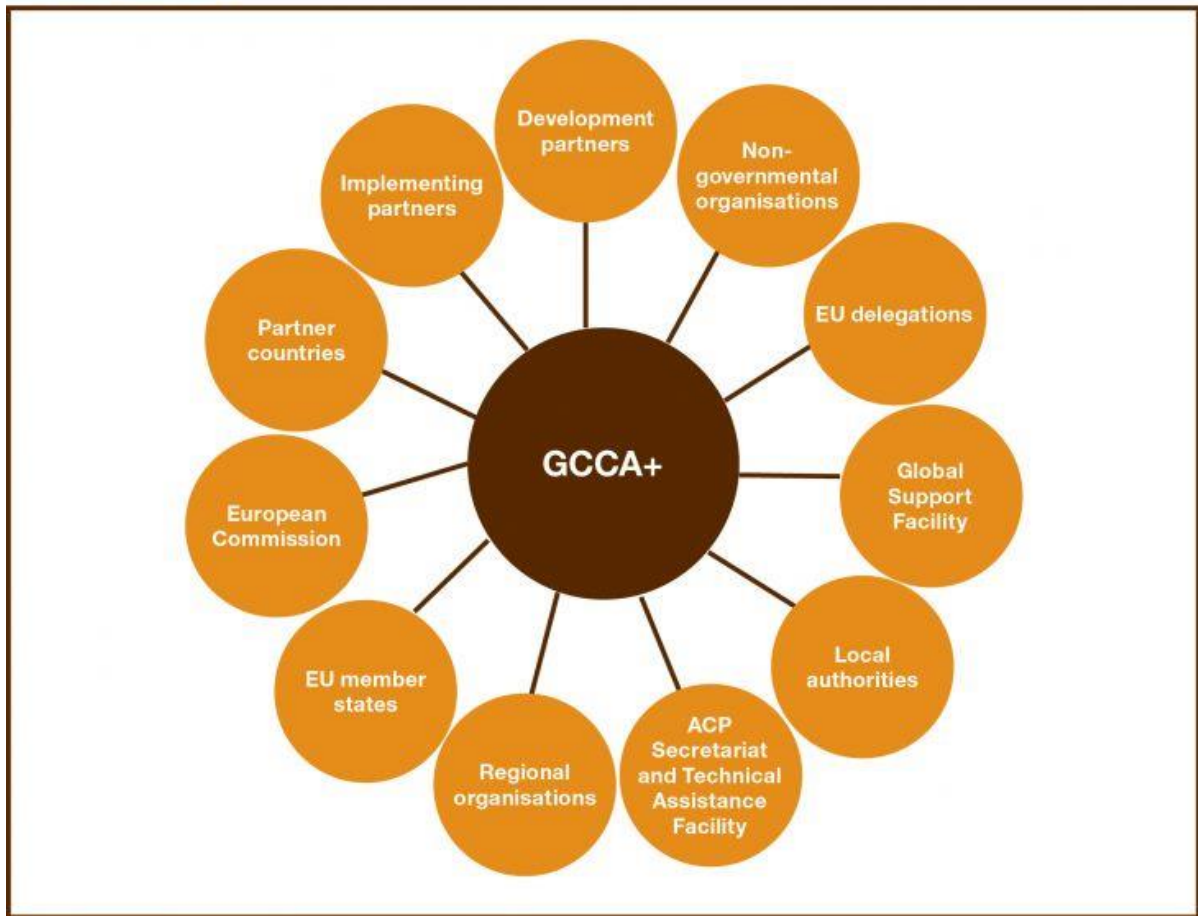 Development
partners
Non-
governmental
organisations
EU delegations
Global
Support
Facility
Local
authorities
ACP
Secretariat
and Technical
Assistance
Facility
Regional
organisations
EU member
states
European
Commission
Partner
countries
Implementing
partners
GCCA+